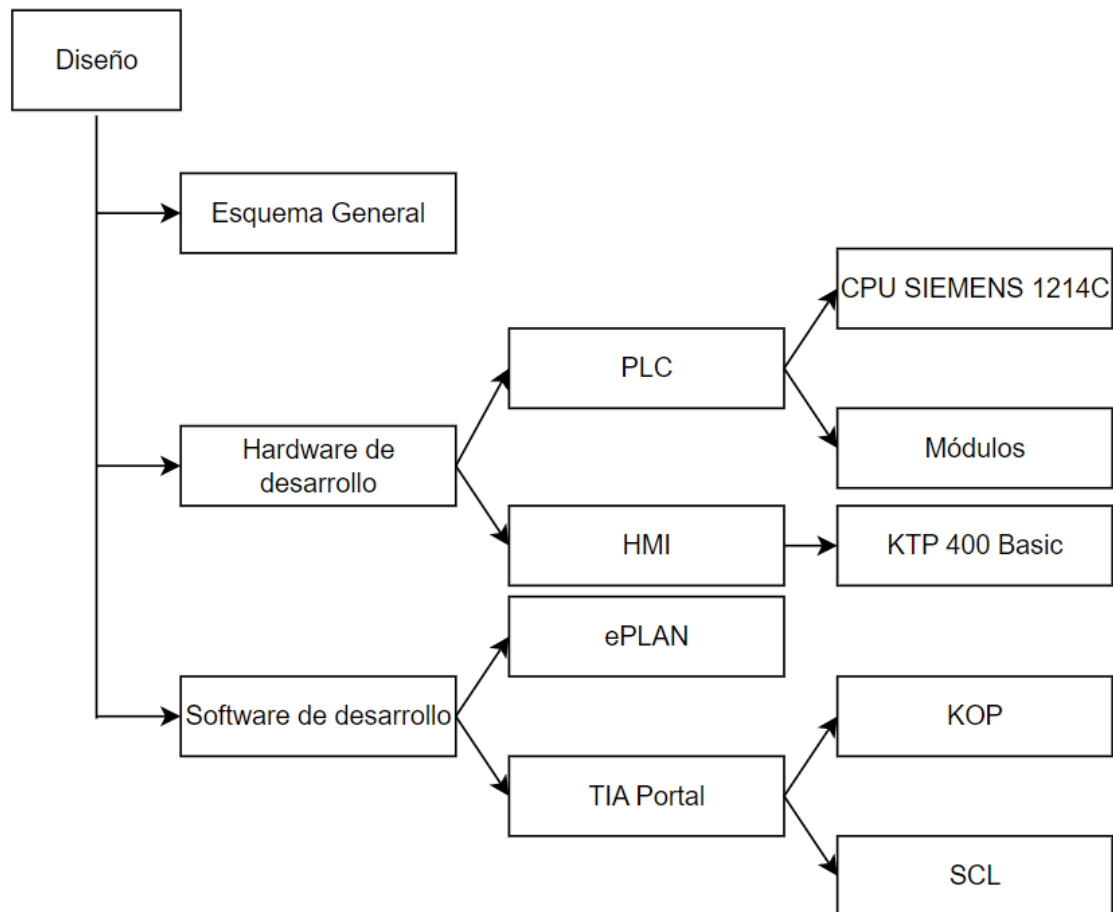 Diseño
Esquema General
CPU SIEMENS 1214C
PLC
Módulos
Hardware de
desarrollo
HMI
KTP 400 Basic
ePLAN
Software de desarrollo
KOP
TIA Portal
SCL